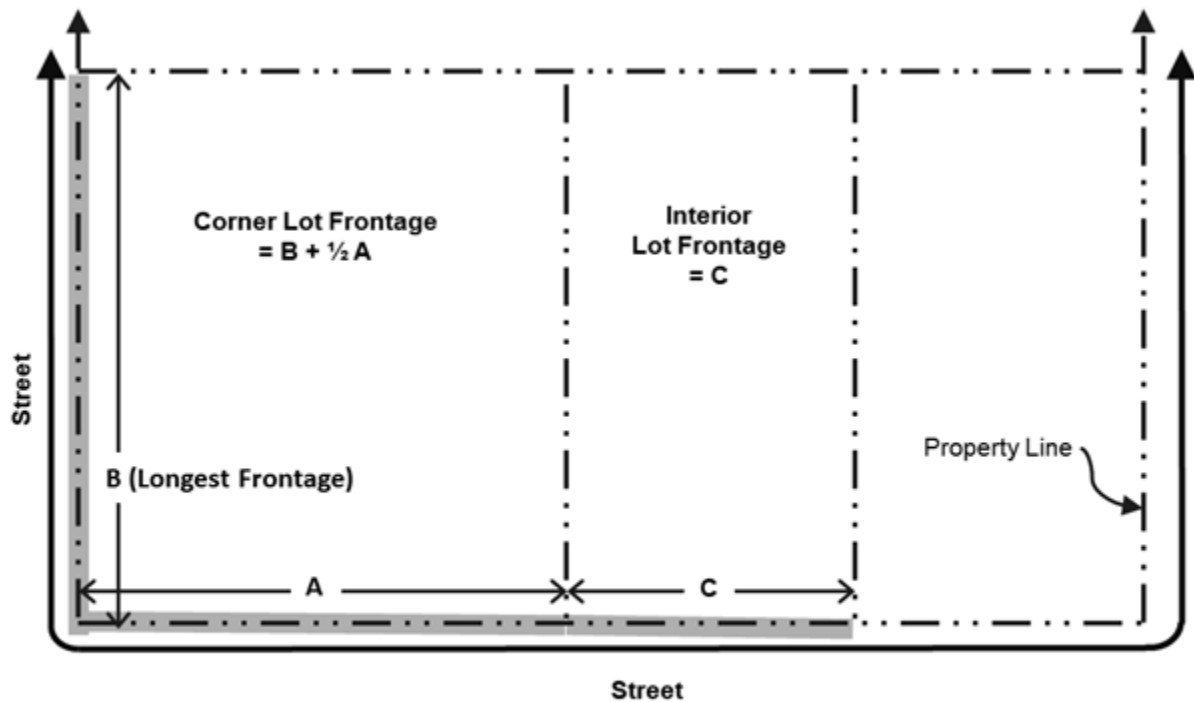 Corner Lot Frontage
= B + ½ A
Interior
Lot Frontage
= C
Street
Property Line
B (Longest Frontage)
A
C
Street